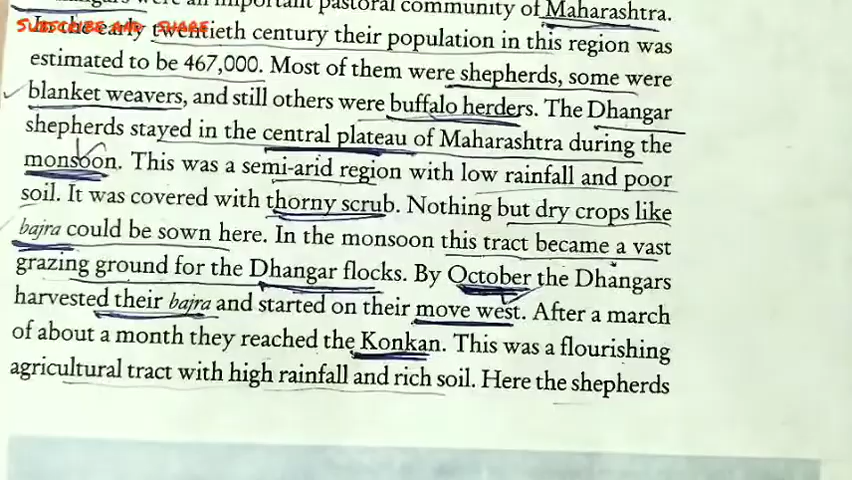 were an important pastoral community of Maharashtra.
SUBSCRIBE AND SHARE
In the early twentieth century their population in this region was
estimated to be 467,000. Most of them were shepherds, some were
blanket weavers, and still others were buffalo herders. The Dhangar
shepherds stayed in the central plateau of Maharashtra during the
monsoon. This was a semi-arid region with low rainfall and poor
soil. It was covered with thorny scrub. Nothing but dry crops like
bajra could be sown here. In the monsoon this tract became a vast
grazing ground for the Dhangar flocks. By October the Dhangars
harvested their bajra and started on their move west. After a march
of about a month they reached the Konkan. This was a flourishing
agricultural tract with high rainfall and rich soil. Here the shepherds